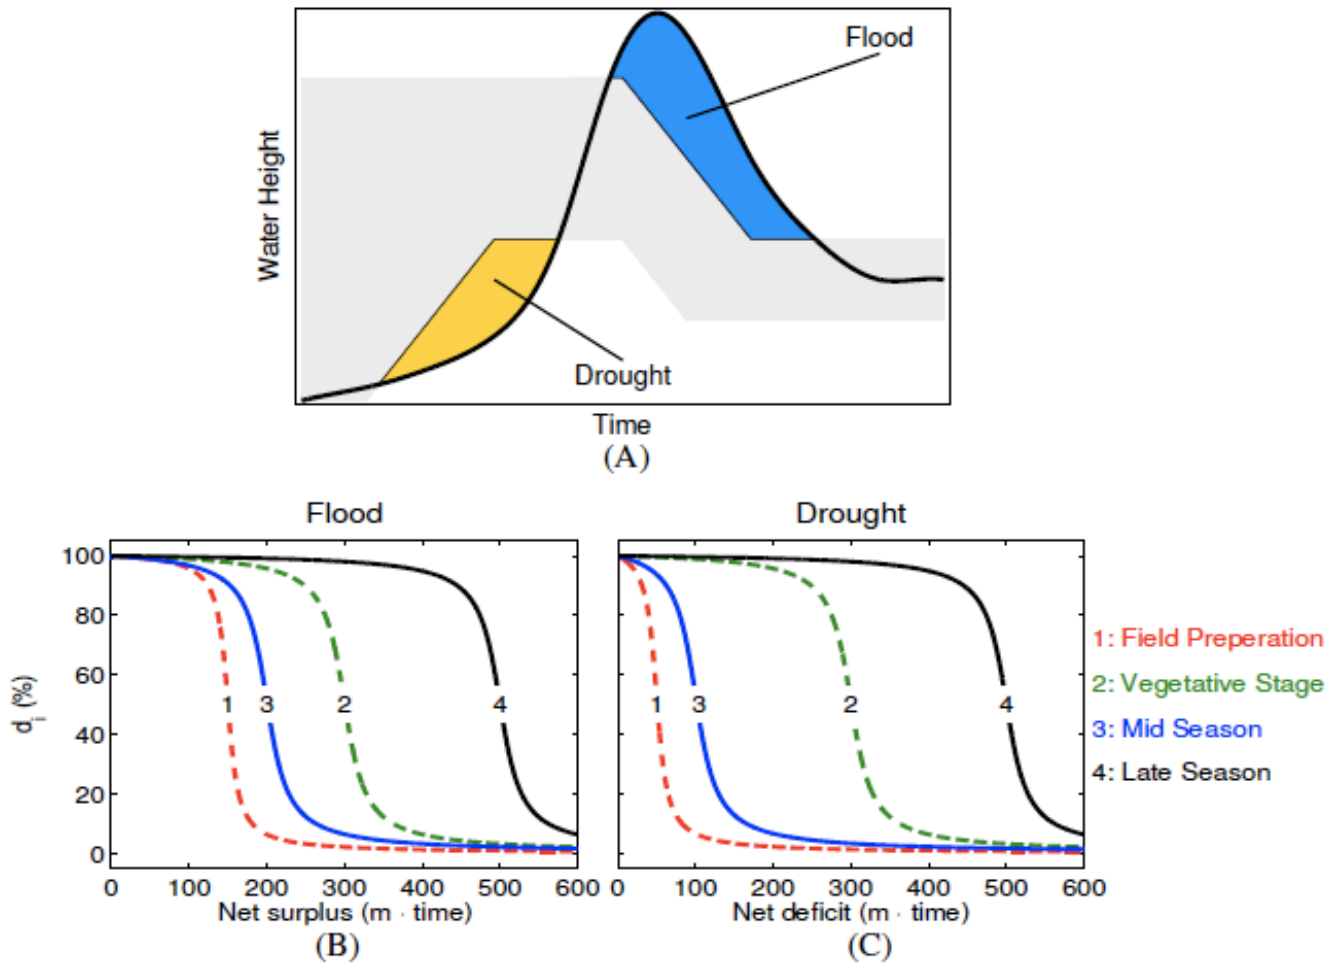 Flood
Water Height
Drought
Time
(A)
Flood
Drought
d_i (%)
100
80
60
40
20
0
1
3
2
4
1
3
2
4
1: Field Preperation
2: Vegetative Stage
3: Mid Season
4: Late Season
0 100 200 300 400 500 600
0 100 200 300 400 500 600
Net surplus (m · time)
Net deficit (m · time)
(B)
(C)